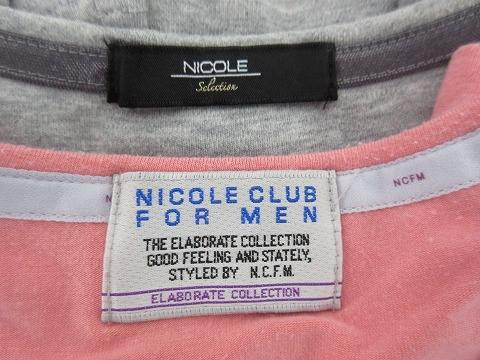 NICOLE
Selection
NICOLE CLUB
FOR MEN
THE ELABORATE COLLECTION
GOOD FEELING AND STATELY,
STYLED BY N.C.F.M.
ELABORATE COLLECTION
N
NCFM